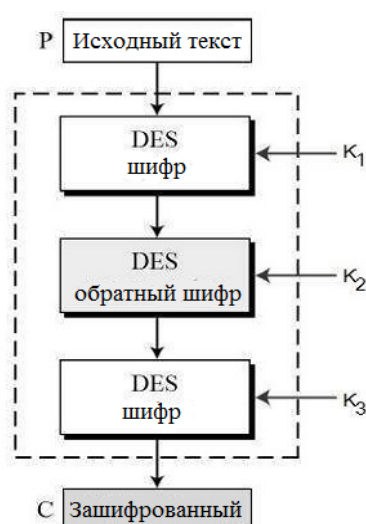 P Исходный текст
DES
шифр
K1
DES
обратный шифр
K2
DES
шифр
K3
C Зашифрованный